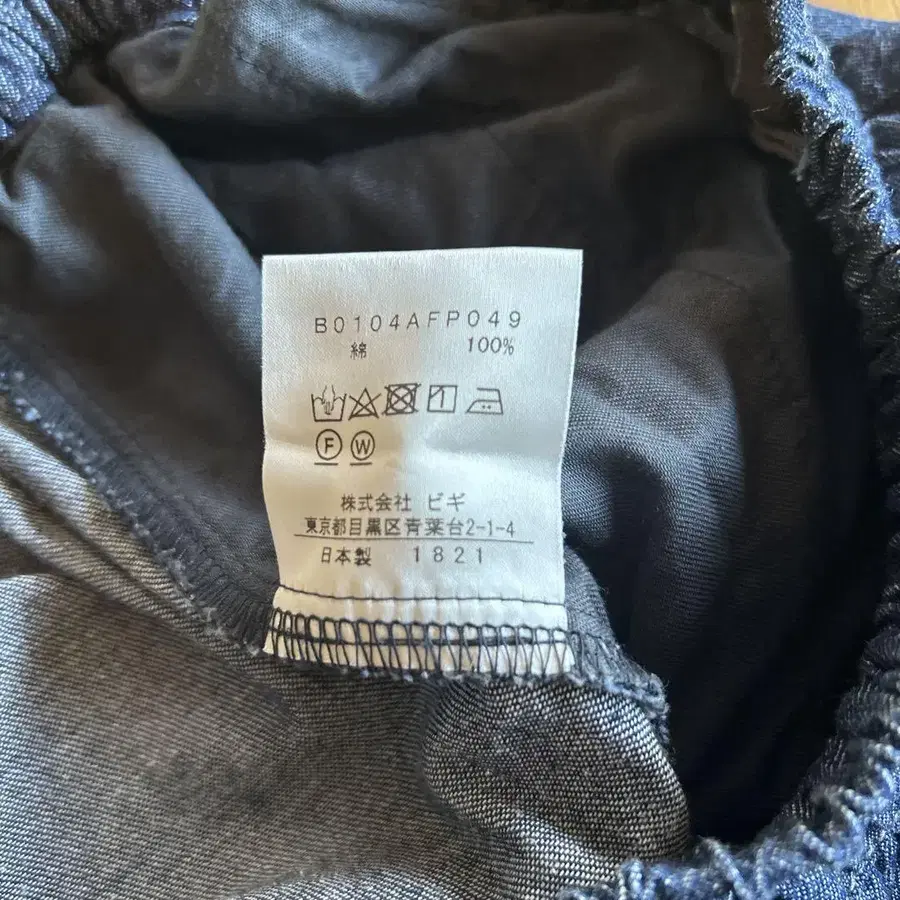 B0104AFP049
綿 100%
1
F W
株式会社 ビギ
東京都目黒区青葉台2-1-4
日本製 1821